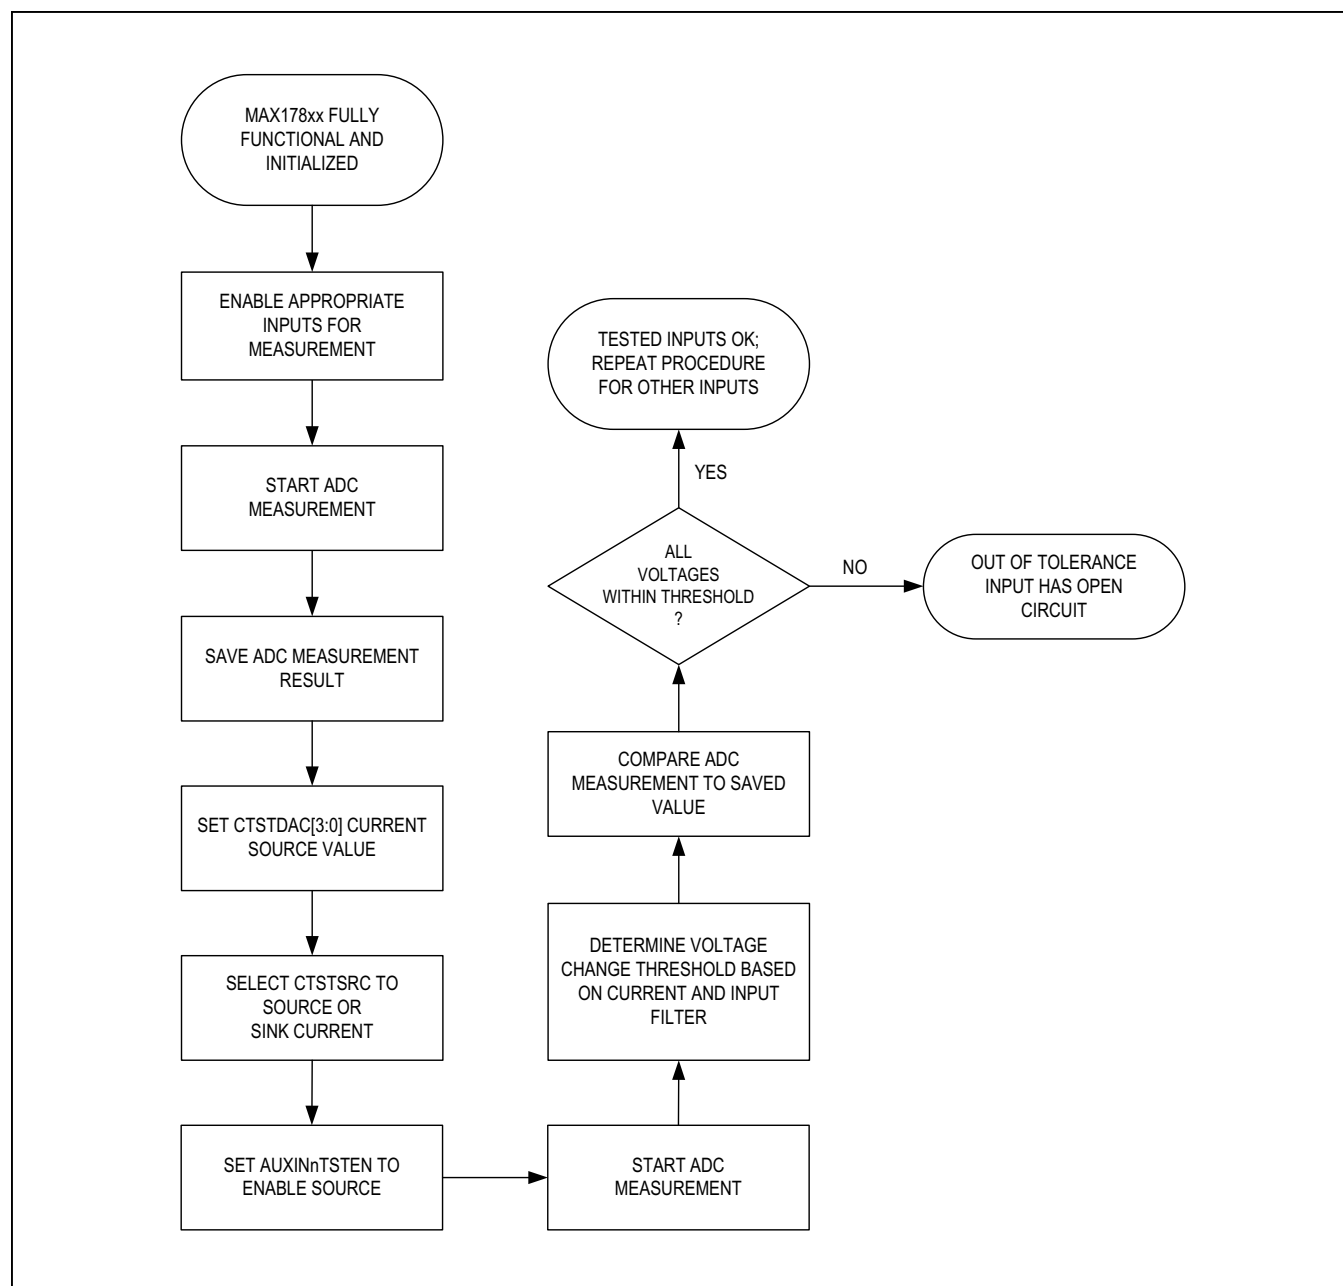 MAX178xx FULLY
FUNCTIONAL AND
INITIALIZED
ENABLE APPROPRIATE
INPUTS FOR
MEASUREMENT
START ADC
MEASUREMENT
SAVE ADC MEASUREMENT
RESULT
SET CTSTDAC[3:0] CURRENT
SOURCE VALUE
SELECT CTSTSRC TO
SOURCE OR
SINK CURRENT
SET AUXINnTSTEN TO
ENABLE SOURCE
START ADC
MEASUREMENT
DETERMINE VOLTAGE
CHANGE THRESHOLD BASED
ON CURRENT AND INPUT
FILTER
COMPARE ADC
MEASUREMENT TO SAVED
VALUE
ALL
VOLTAGES
WITHIN THRESHOLD
?
YES
TESTED INPUTS OK;
REPEAT PROCEDURE
FOR OTHER INPUTS
NO
OUT OF TOLERANCE
INPUT HAS OPEN
CIRCUIT